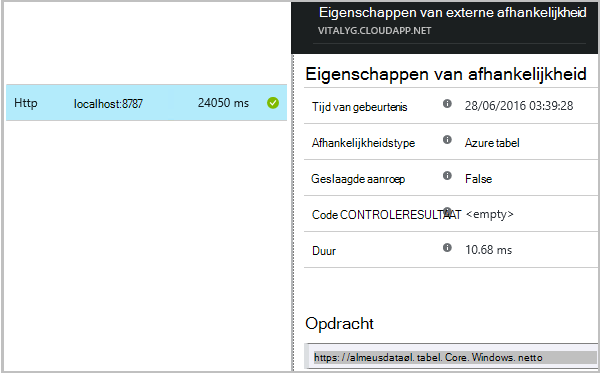 Eigenschappen van externe afhankelijkheid
VITALYG.CLOUDAPP.NET
Http localhost:8787 24050 ms
Eigenschappen van afhankelijkheid
Tijd van gebeurtenis 28/06/2016 03:39:28
Afhankelijkheidstype Azure tabel
Geslaagde aanroep False
Code CONTROLERESULTAAT <empty>
Duur 10.68 ms
Opdracht
https: //almeusdataøl. tabel. Core. Windows. netto